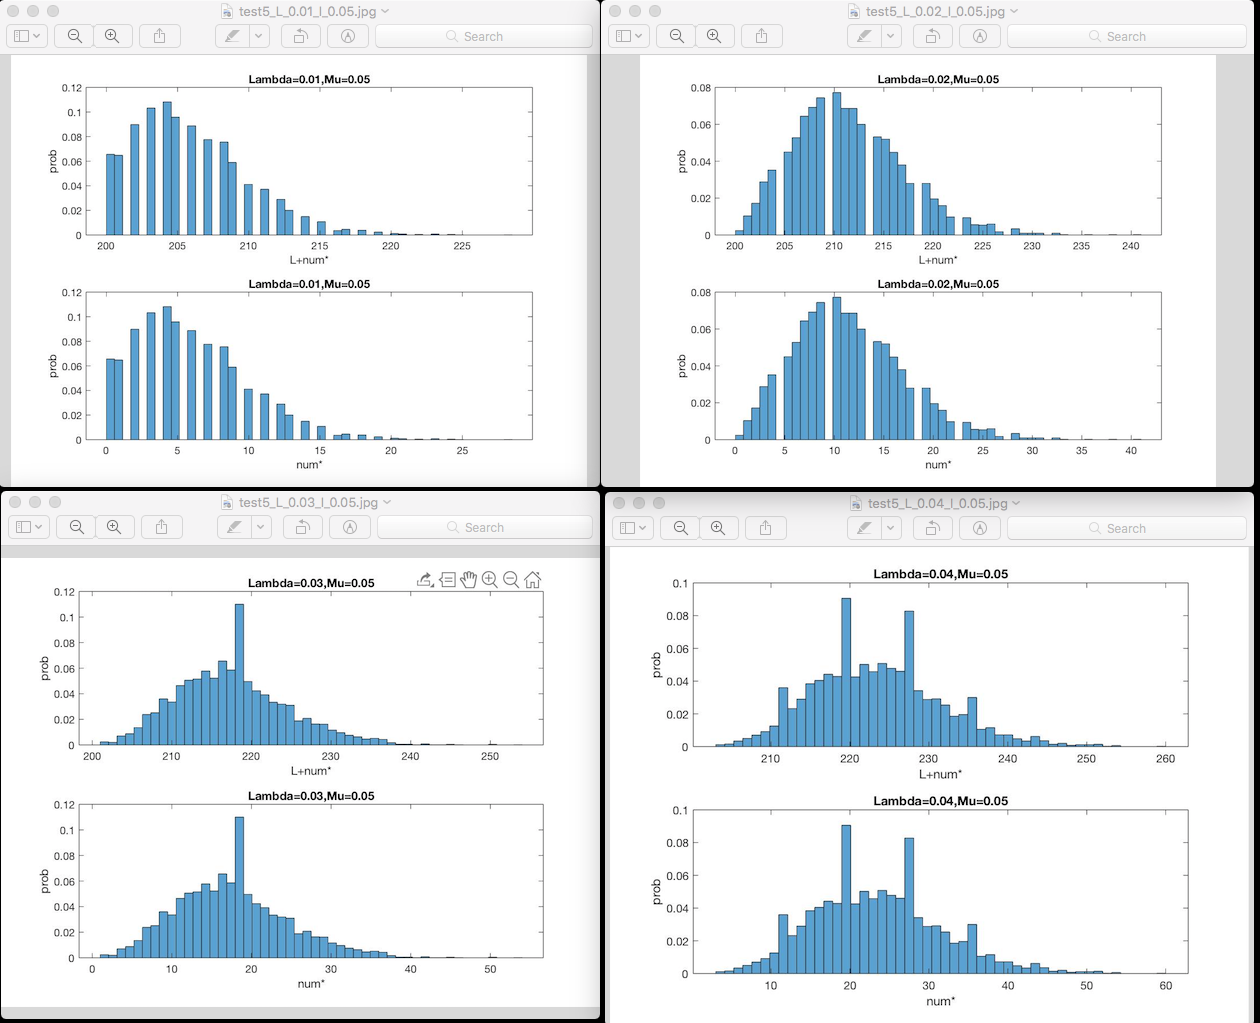 test5_L_0.01_I_0.05.jpg
Search
Lambda=0.01,Mu=0.05
0.12
0.1
0.08
0.06
0.04
0.02
0
prob
200 205 210 215 220 225
L+num*
Lambda=0.01,Mu=0.05
0.12
0.1
0.08
0.06
0.04
0.02
0
prob
0 5 10 15 20 25
num*
test5_L_0.02_I_0.05.jpg
Search
Lambda=0.02,Mu=0.05
0.08
0.06
0.04
0.02
0
prob
200 205 210 215 220 225 230 235 240
L+num*
Lambda=0.02,Mu=0.05
0.08
0.06
0.04
0.02
0
prob
0 5 10 15 20 25 30 35 40
num*
test5_L_0.03_I_0.05.jpg
Search
Lambda=0.03,Mu=0.05
0.12
0.1
0.08
0.06
0.04
0.02
0
prob
200 210 220 230 240 250
L+num*
Lambda=0.03,Mu=0.05
0.12
0.1
0.08
0.06
0.04
0.02
0
prob
0 10 20 30 40 50
num*
test5_L_0.04_I_0.05.jpg
Search
Lambda=0.04,Mu=0.05
0.1
0.08
0.06
0.04
0.02
0
prob
210 220 230 240 250 260
L+num*
Lambda=0.04,Mu=0.05
0.1
0.08
0.06
0.04
0.02
0
prob
10 20 30 40 50 60
num*